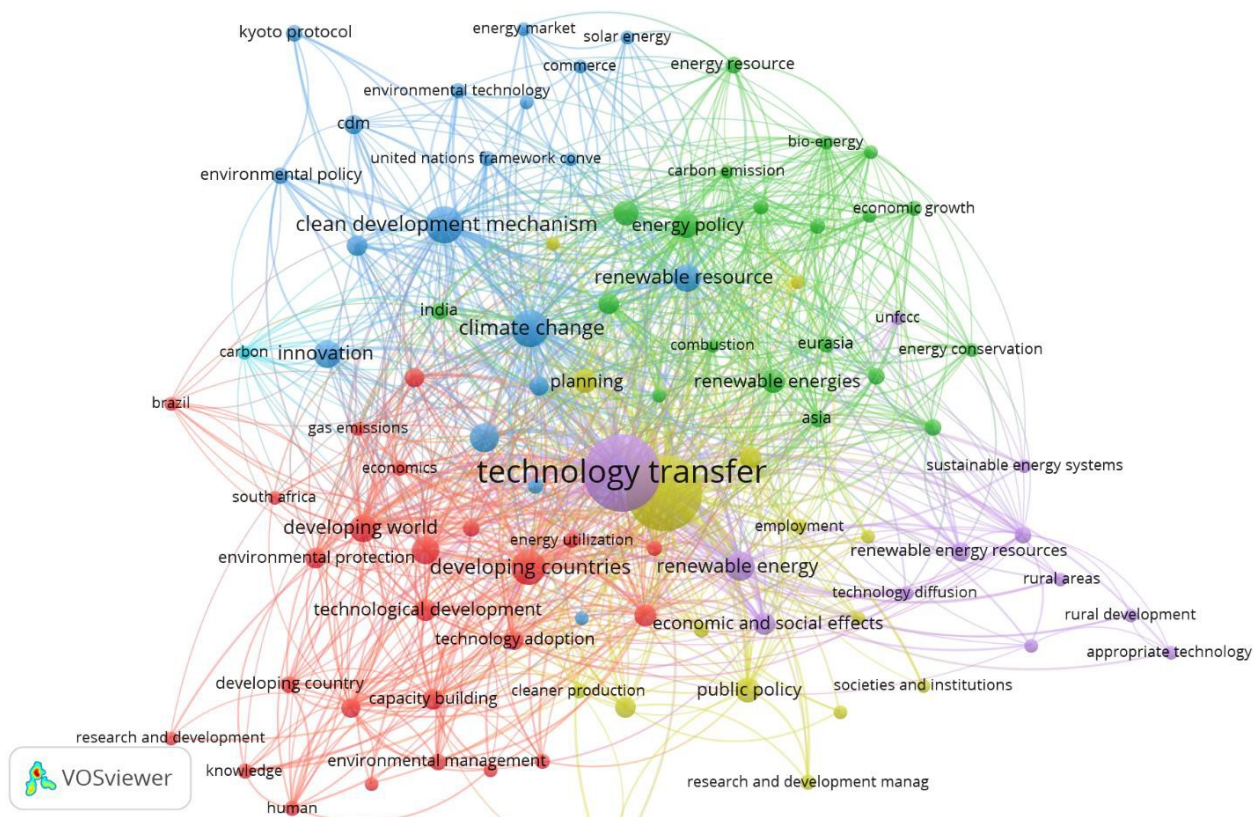 kyoto protocol
energy market
solar energy
commerce
energy resource
environmental technology
cdm
bio-energy
united nations framework conve
carbon emission
environmental policy
economic growth
clean development mechanism
energy policy
renewable resource
india
unfccc
climate change
carbon
innovation
combustion
eurasia
energy conservation
planning
renewable energies
brazil
asia
gas emissions
economics
technology transfer
sustainable energy systems
south africa
developing world
employment
energy utilization
renewable energy resources
environmental protection
developing countries
renewable energy
rural areas
technology diffusion
technological development
economic and social effects
rural development
technology adoption
appropriate technology
developing country
capacity building
cleaner production
public policy
societies and institutions
research and development
environmental management
knowledge
research and development manag
human
VOSviewer